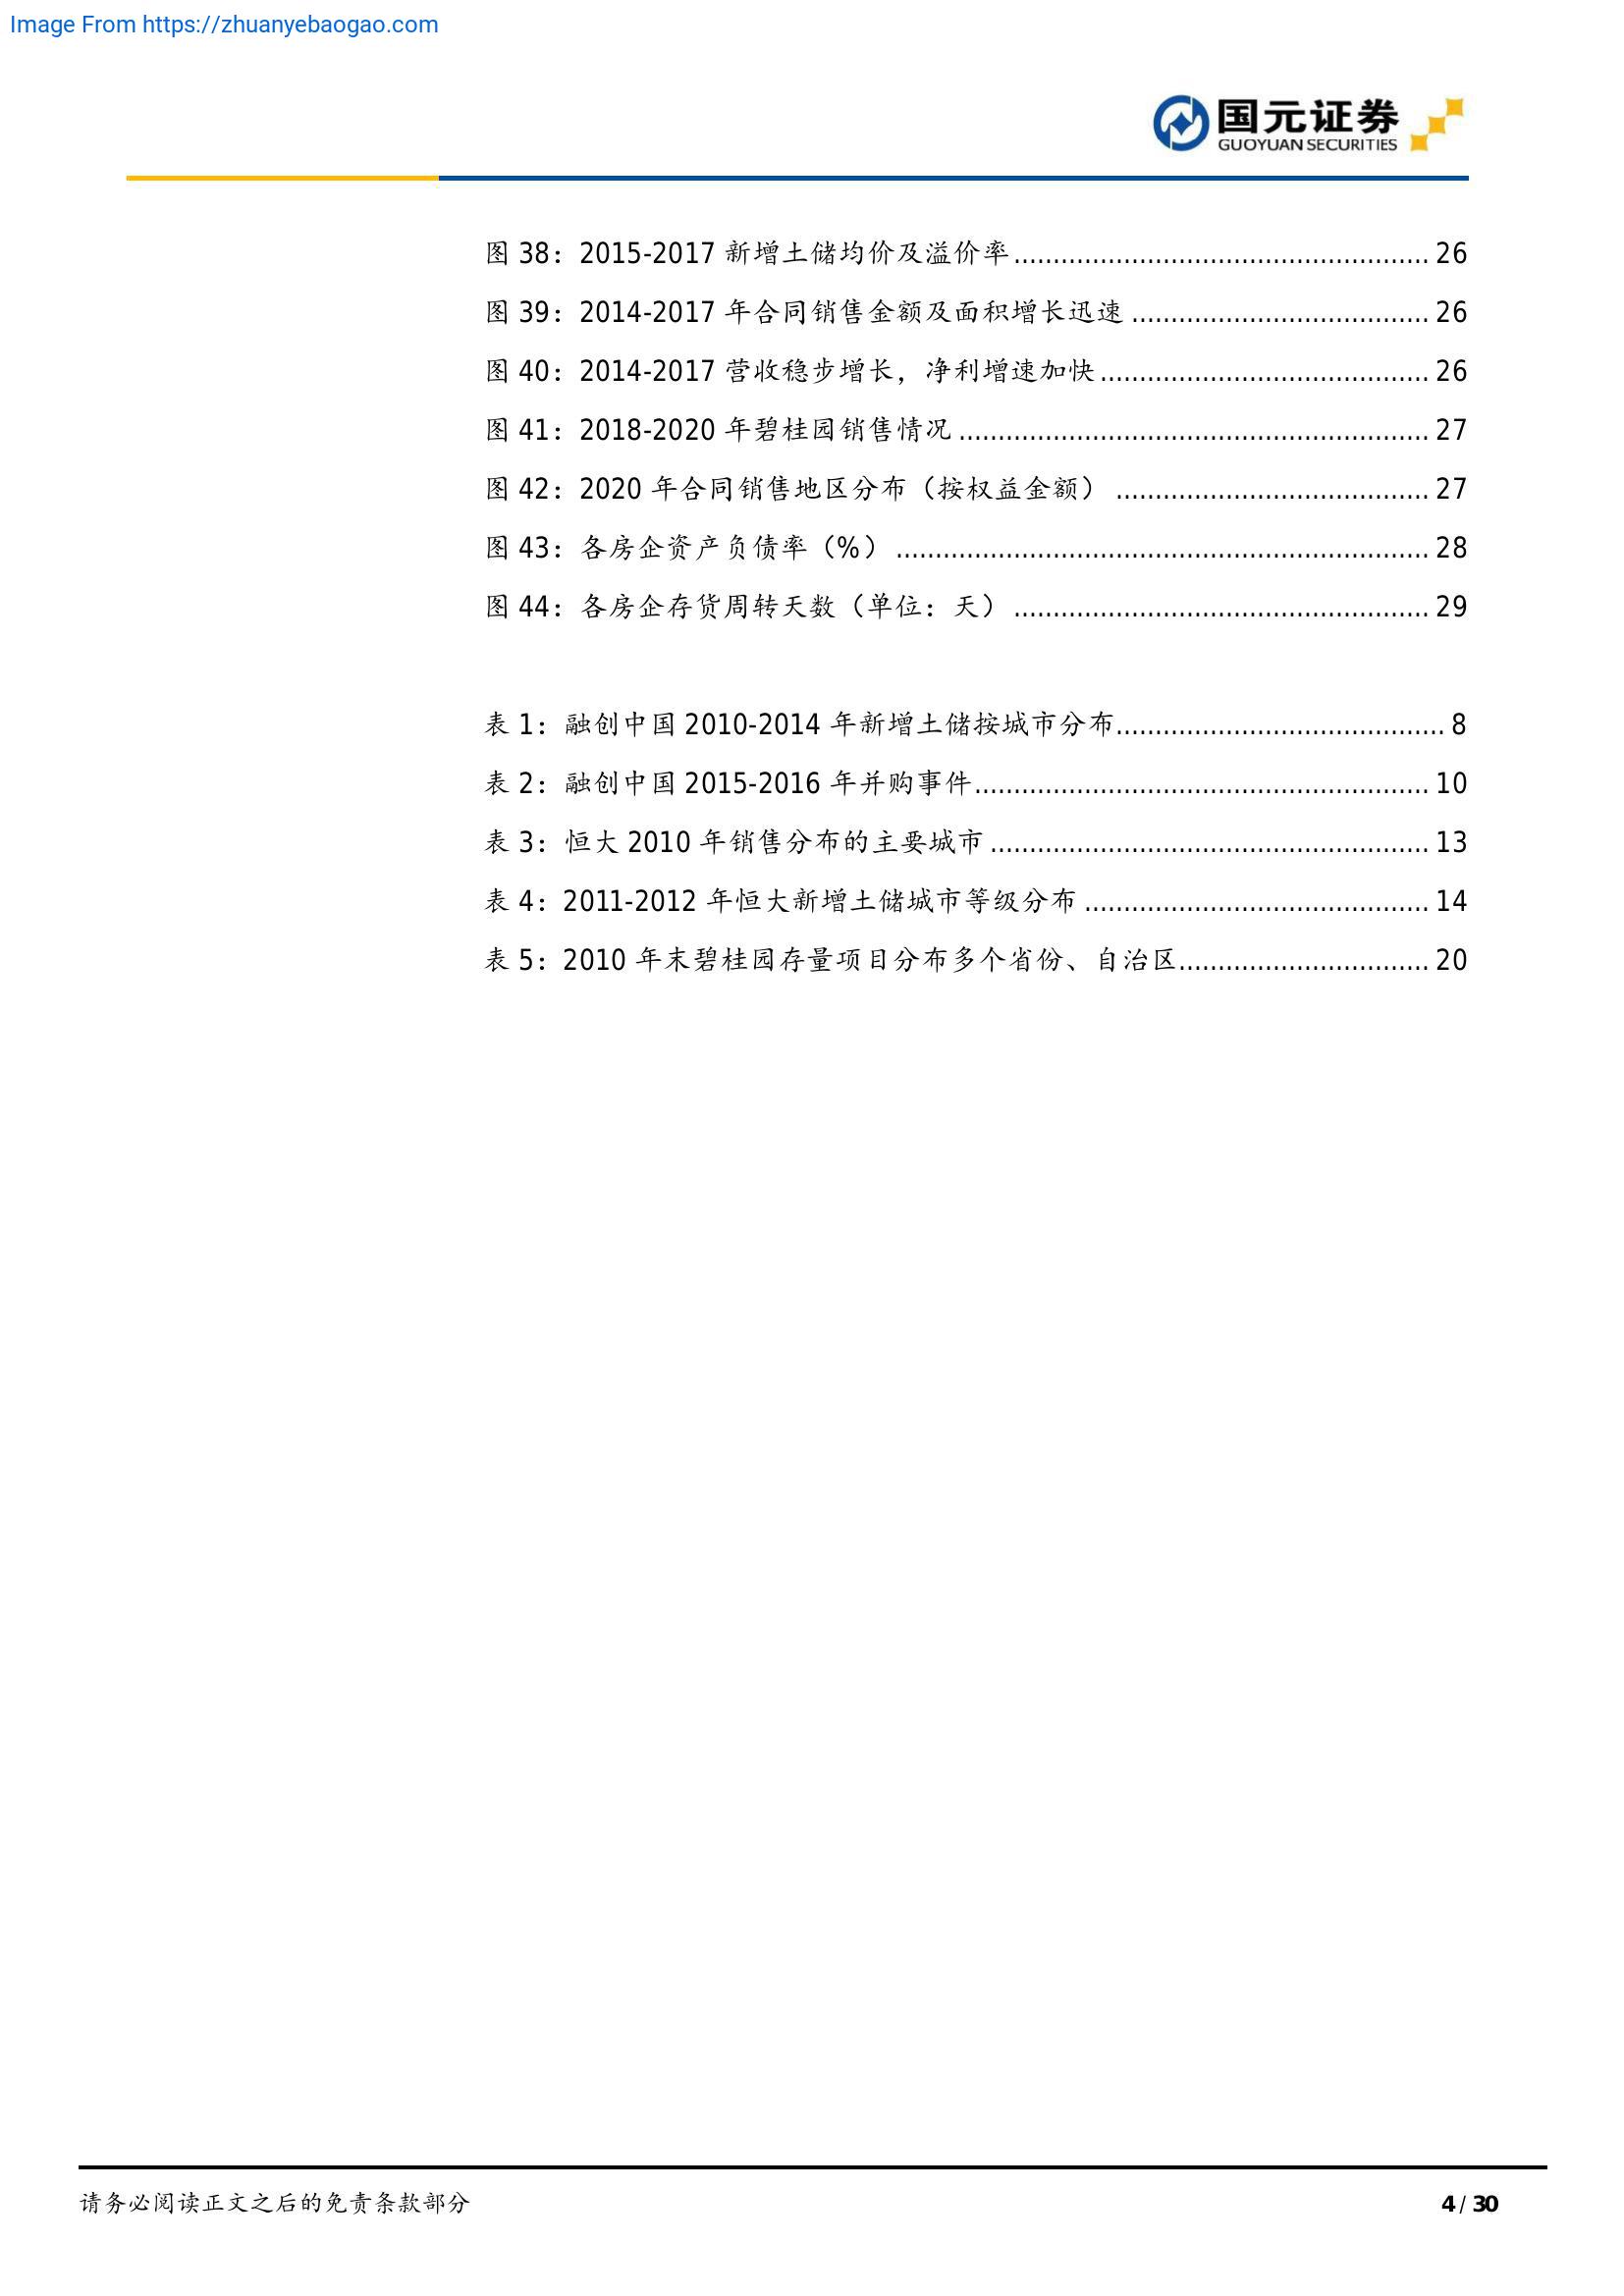 Image From https://zhuanyebaogao.com
国元证券
GUOYUAN SECURITIES
图 38：2015-2017 新增土储均价及溢价率..................................................... 26
图 39：2014-2017 年合同销售金额及面积增长迅速 ...................................... 26
图 40：2014-2017 营收稳步增长，净利增速加快.......................................... 26
图 41：2018-2020 年碧桂园销售情况 ............................................................ 27
图 42：2020 年合同销售地区分布（按权益金额） ........................................ 27
图 43：各房企资产负债率（%） .................................................................... 28
图 44：各房企存货周转天数（单位：天） ..................................................... 29
表 1：融创中国 2010-2014 年新增土储按城市分布.......................................... 8
表 2：融创中国 2015-2016 年并购事件.......................................................... 10
表 3：恒大 2010 年销售分布的主要城市 ........................................................ 13
表 4：2011-2012 年恒大新增土储城市等级分布 ............................................ 14
表 5：2010 年末碧桂园存量项目分布多个省份、自治区................................ 20
请务必阅读正文之后的免责条款部分
4 / 30